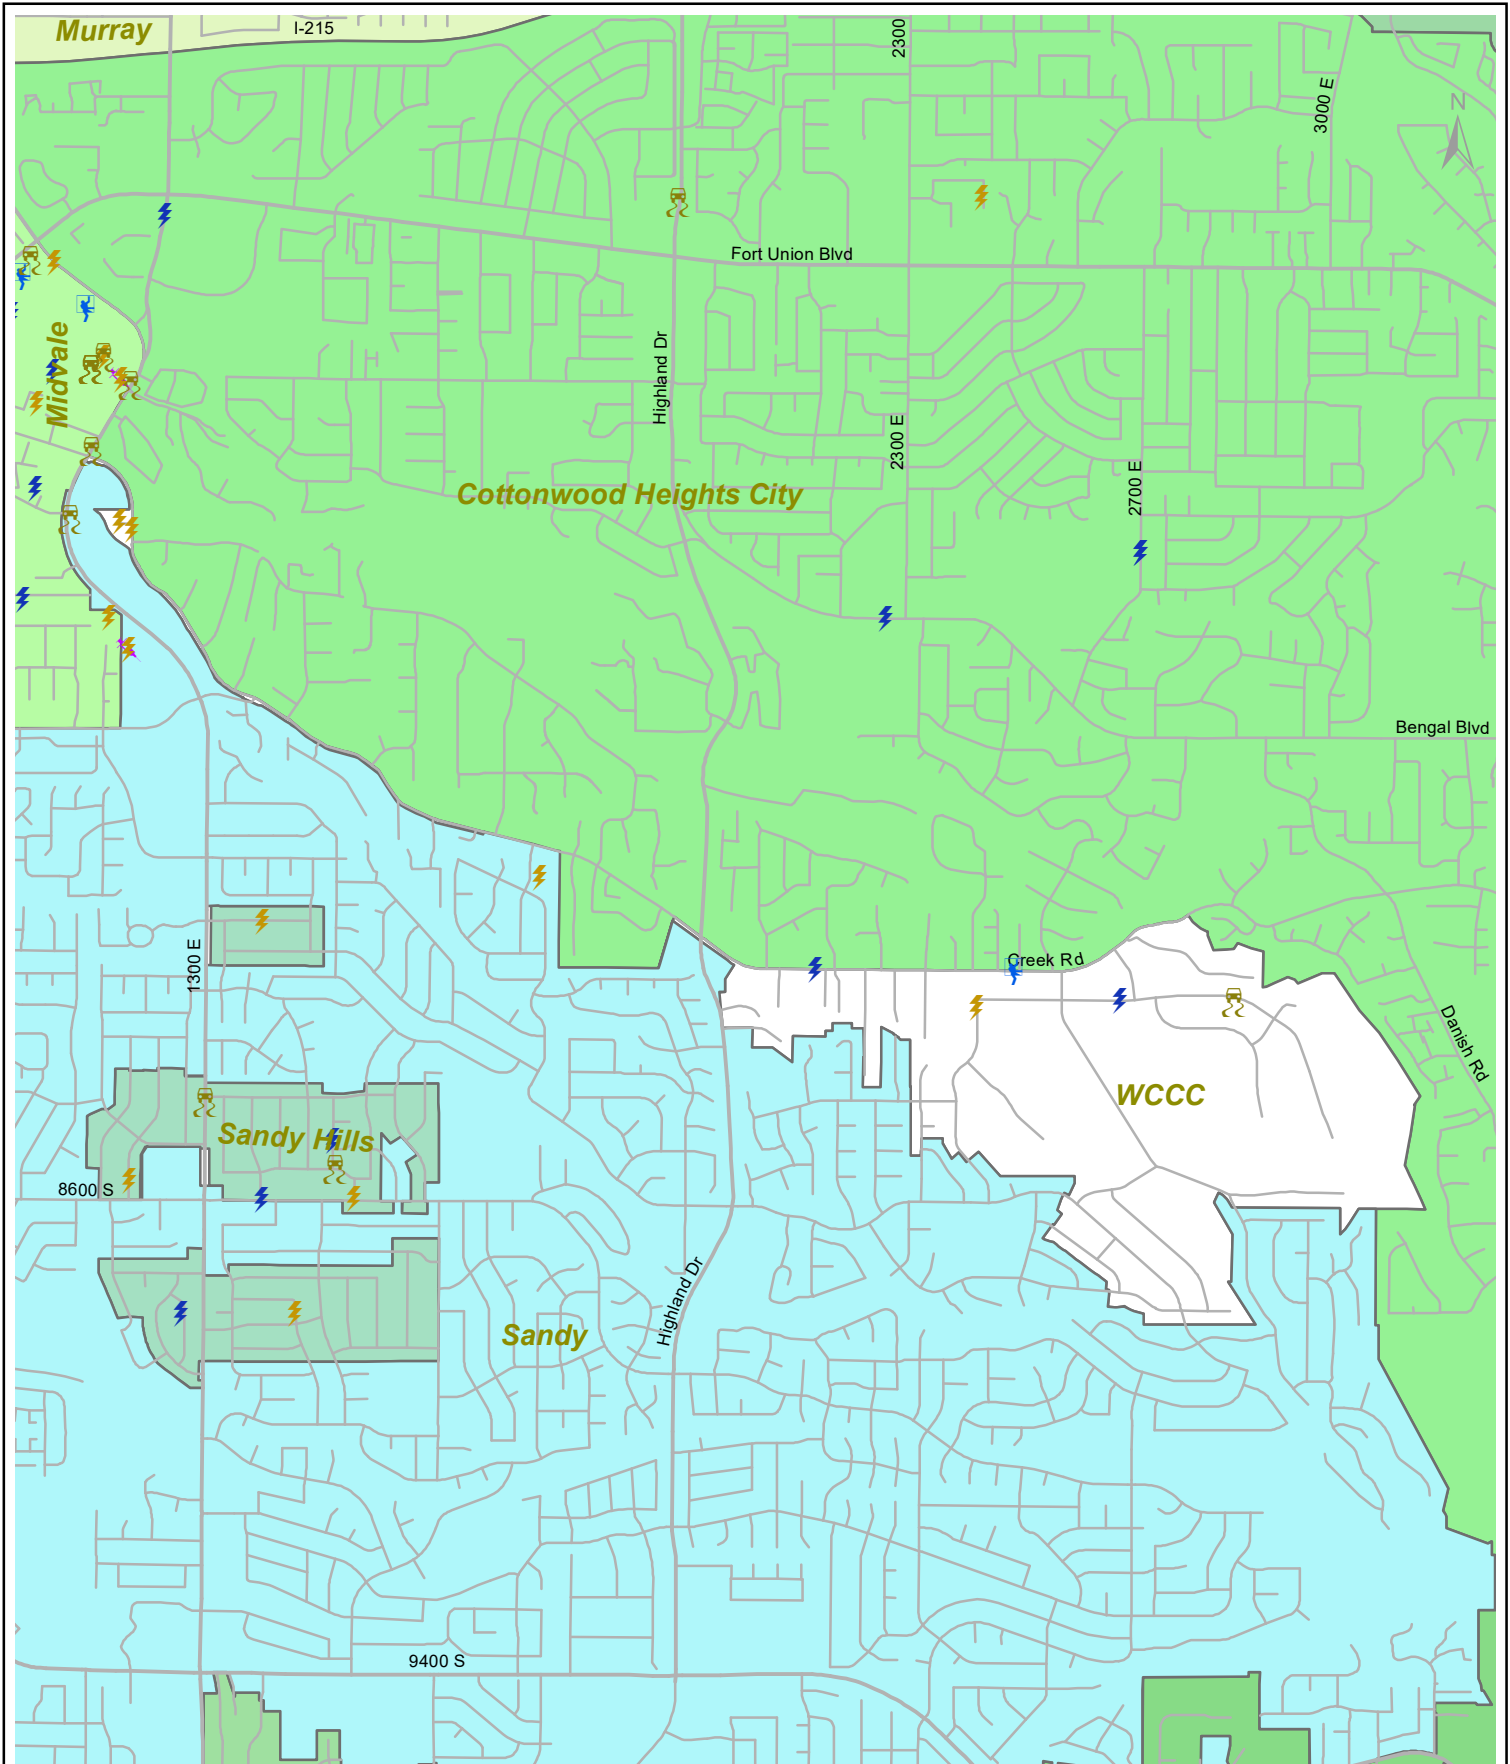 Murray
I-215
2300
3000 E
N
Fort Union Blvd
Midvale
Highland Dr
2300 E
Cottonwood Heights City
2700 E
Bengal Blvd
1300 E
Creek Rd
Danish Rd
WCCC
Sandy Hills
8600 S
Highland Dr
Sandy
9400 S